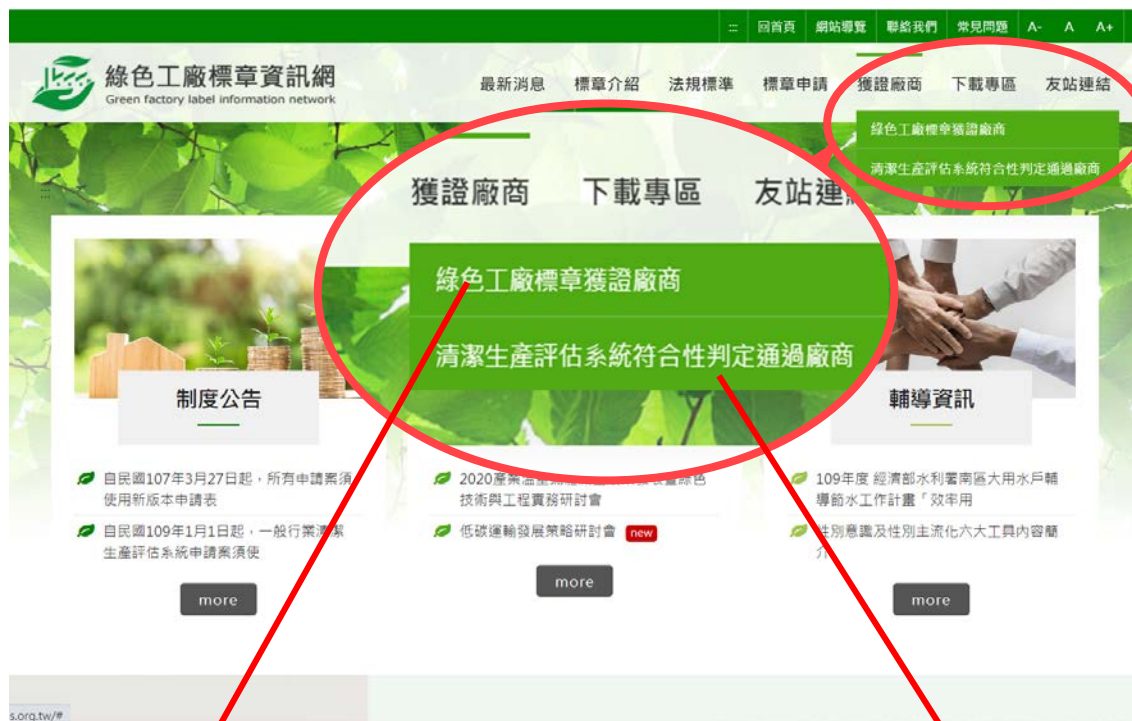 ::: 回首頁 網站導覽 聯絡我們 常見問題 A- A A+
綠色工廠標章資訊網
Green factory label information network
最新消息 標章介紹 法規標準 標章申請 獲證廠商 下載專區 友站連結
綠色工廠標章獲證廠商
清潔生產評估系統符合性判定通過廠商
:::
獲證廠商 下載專區 友站連
綠色工廠標章獲證廠商
清潔生產評估系統符合性判定通過廠商
制度公告
自民國107年3月27日起，所有申請案須
使用新版本申請表
自民國109年1月1日起，一般行業清潔
生產評估系統申請案須使
more
2020產業溫
綠色
技術與工程實務研討會
低碳運輸發展策略研討會 new
more
輔導資訊
109年度 經濟部水利署南區大用水戶輔
導節水工作計畫「效率用
性別意識及性別主流化六大工具內容簡
介
more
s.org.tw/#